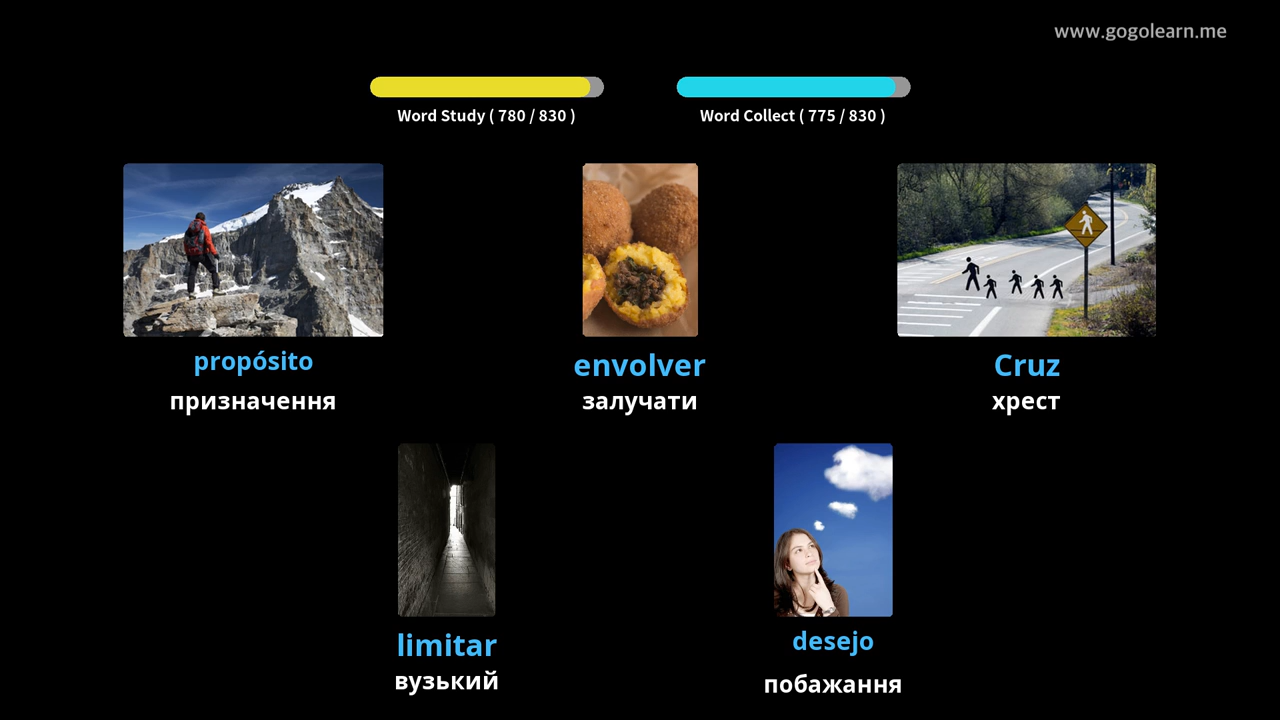 www.gogolearn.me
Word Study ( 780 / 830 )
Word Collect ( 775 / 830 )
propósito
призначення
envolver
залучати
Cruz
хрест
limitar
вузький
desejo
побажання